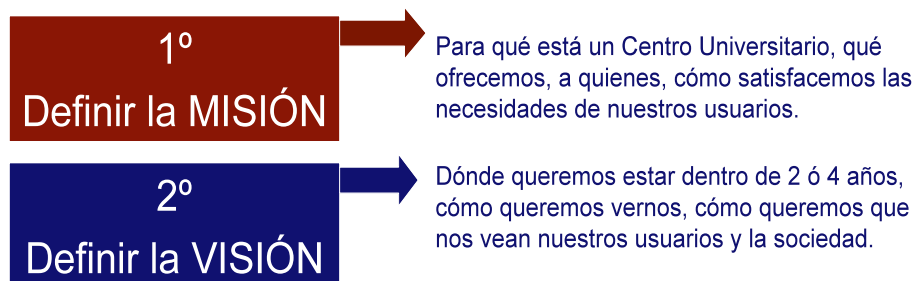 1º
Definir la MISIÓN
Para qué está un Centro Universitario, qué
ofrecemos, a quienes, cómo satisfacemos las
necesidades de nuestros usuarios.
2º
Definir la VISIÓN
Dónde queremos estar dentro de 2 ó 4 años,
cómo queremos vernos, cómo queremos que
nos vean nuestros usuarios y la sociedad.